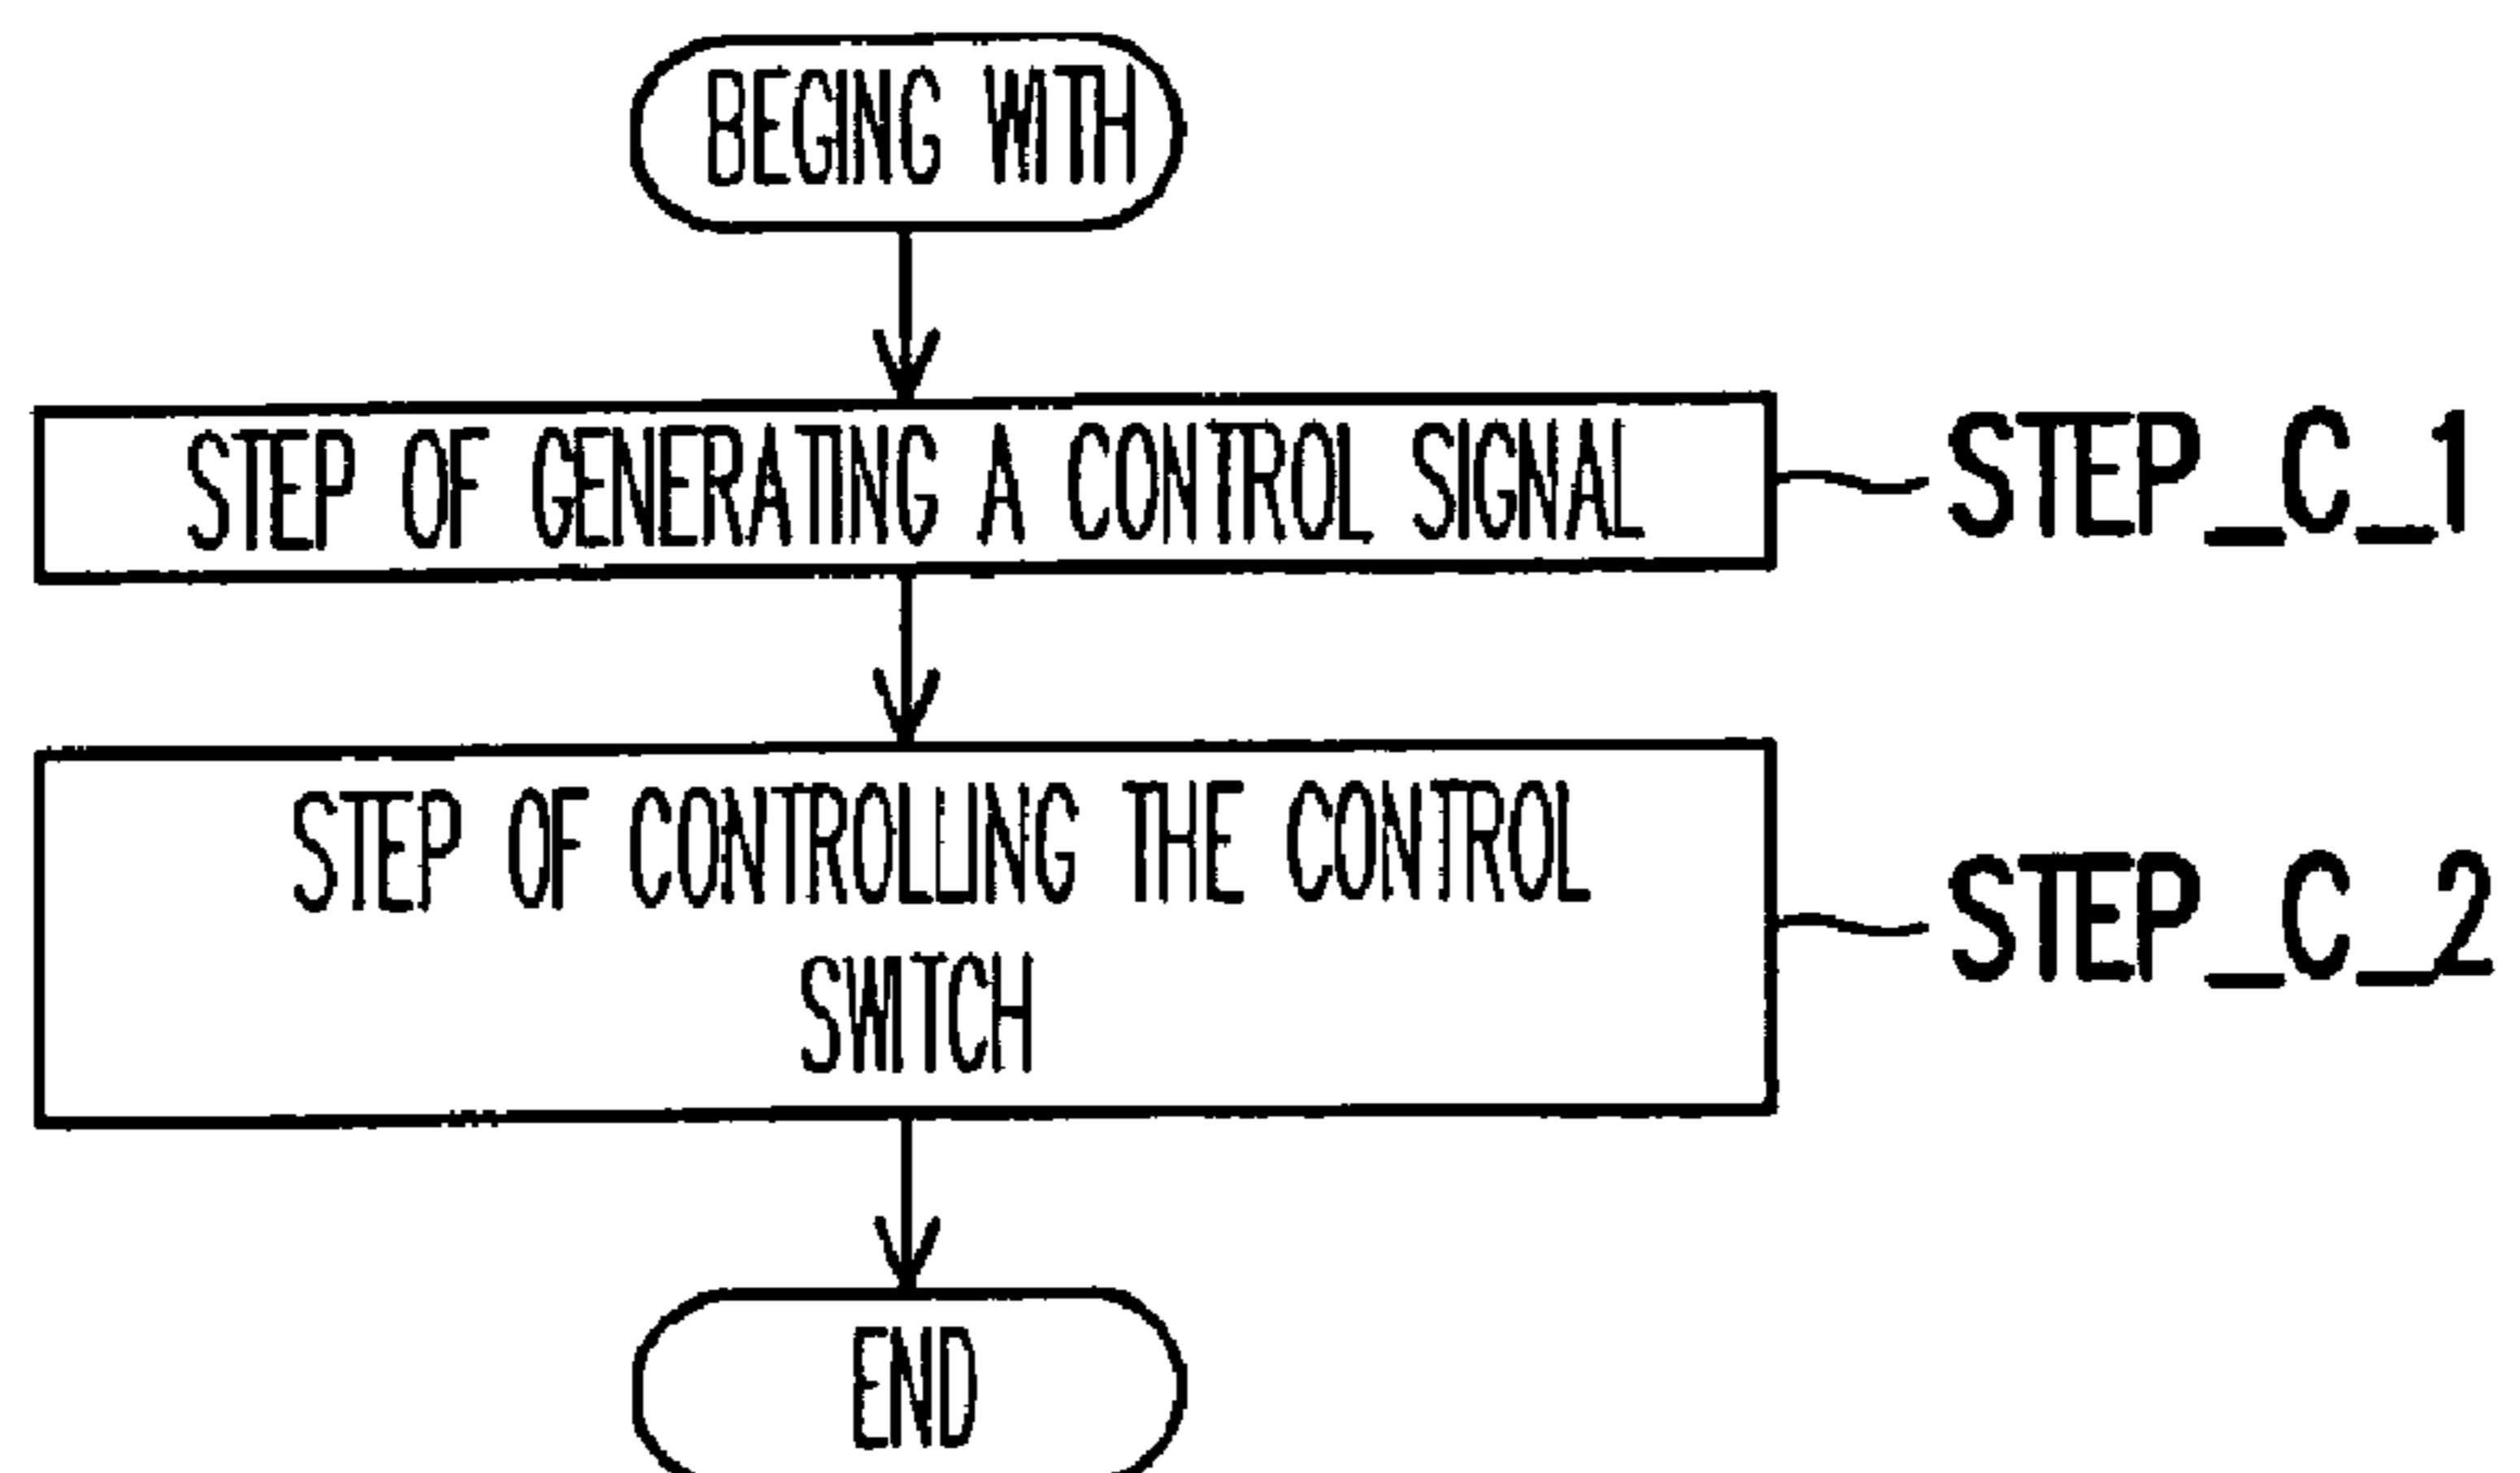 BEGING WITH
STEP OF GENERATING A CONTROL SIGNAL
STEP_C_1
STEP OF CONTROLLING THE CONTROL
SWITCH
STEP_C_2
END